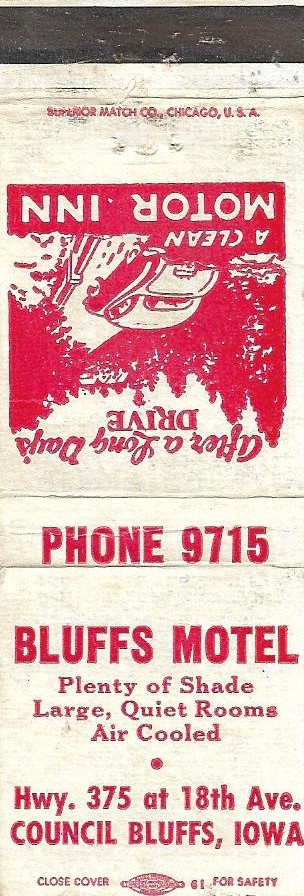 SUPERIOR MATCH CO., CHICAGO, U. S. A.
After a Long Day's
DRIVE
A CLEAN
MOTOR INN
PHONE 9715
BLUFFS MOTEL
Plenty of Shade
Large, Quiet Rooms
Air Cooled
•
Hwy. 375 at 18th Ave.
COUNCIL BLUFFS, IOWA
CLOSE COVER 19 FOR SAFETY